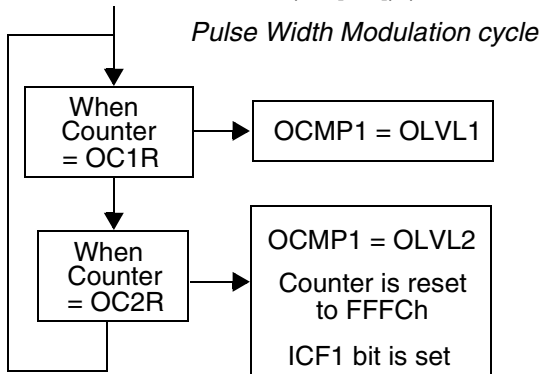 Pulse Width Modulation cycle
When
Counter
= OC1R
OCMP1 = OLVL1
When
Counter
= OC2R
OCMP1 = OLVL2
Counter is reset
to FFFCh
ICF1 bit is set